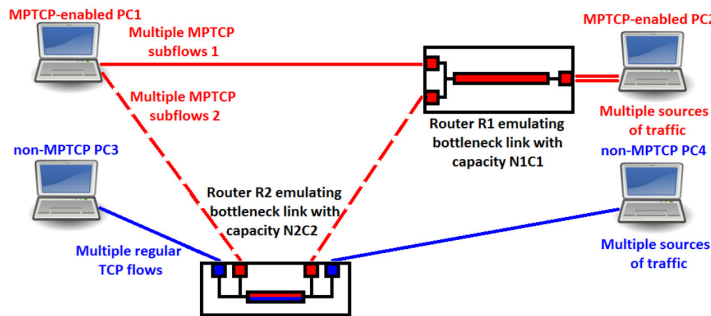 MPTCP-enabled PC1
MPTCP-enabled PC2
Multiple MPTCP
subflows 1
Multiple MPTCP
subflows 2
Multiple sources
of traffic
Router R1 emulating
bottleneck link with
capacity N1C1
non-MPTCP PC3
non-MPTCP PC4
Router R2 emulating
bottleneck link with
capacity N2C2
Multiple regular
TCP flows
Multiple sources
of traffic